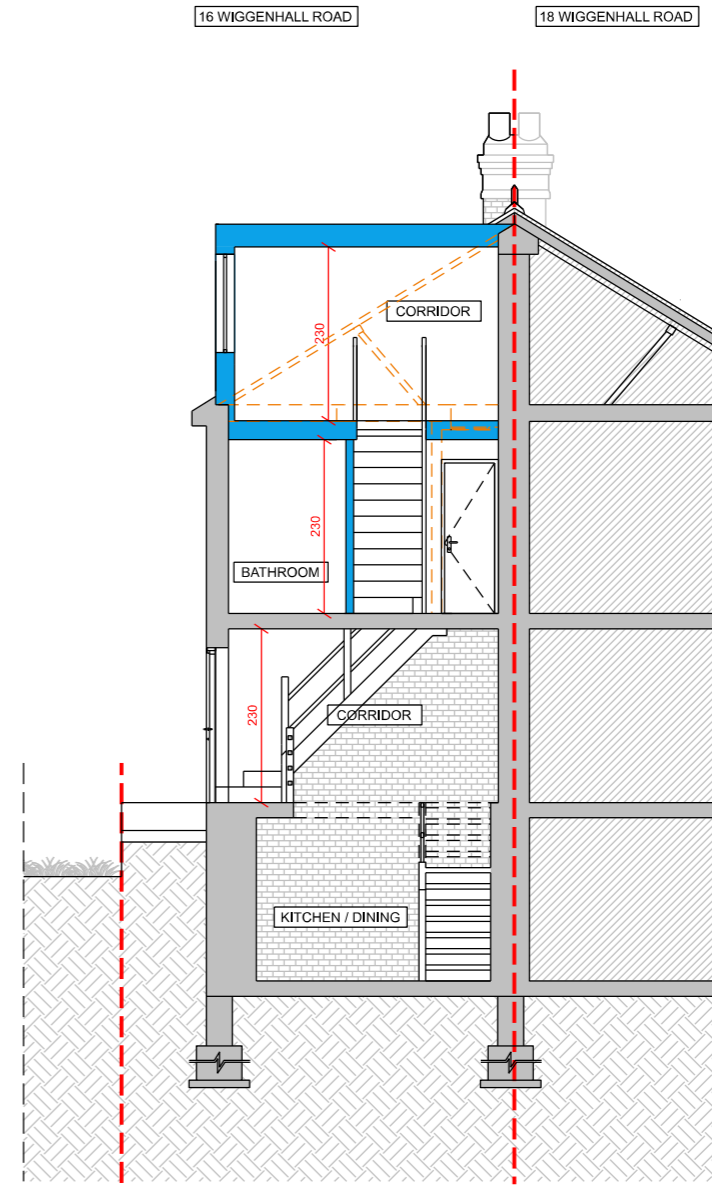 16 WIGGENHALL ROAD
18 WIGGENHALL ROAD
CORRIDOR
230
230
BATHROOM
230
CORRIDOR
KITCHEN / DINING